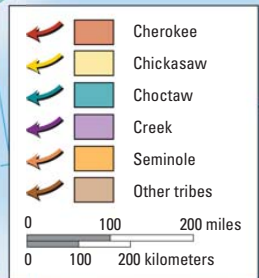 Cherokee
Chickasaw
Choctaw
Creek
Seminole
Other tribes
0 100 200 miles
0 100 200 kilometers